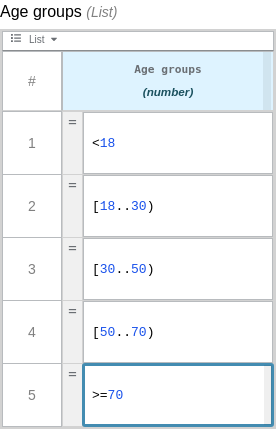 Age groups (List)
List
# Age groups
(number)
1 = <18
2 = [18..30)
3 = [30..50)
4 = [50..70)
5 = >=70